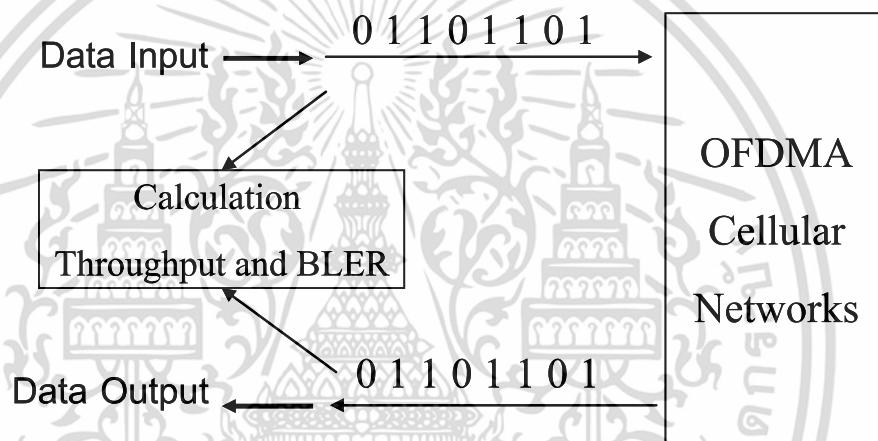 Data Input
0 1 1 0 1 1 0 1
OFDMA
Cellular
Networks
Calculation
Throughput and BLER
Data Output
0 1 1 0 1 1 0 1